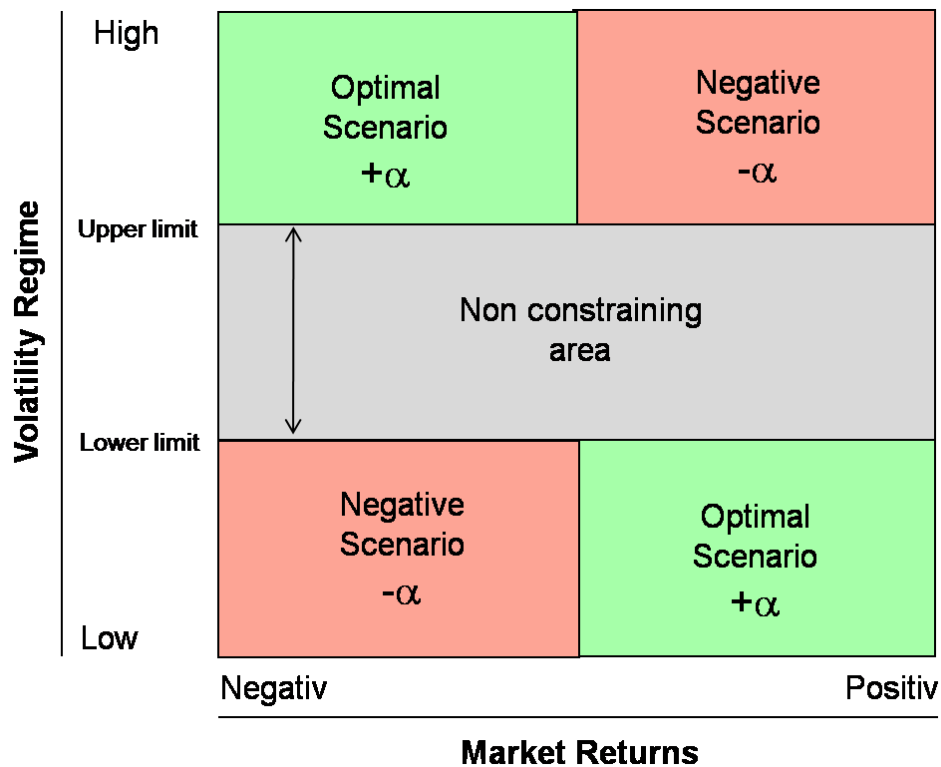 High
Optimal
Scenario
+α
Negative
Scenario
-α
Upper limit
Volatility Regime
Non constraining
area
Lower limit
Negative
Scenario
-α
Optimal
Scenario
+α
Low
Negativ
Positiv
Market Returns